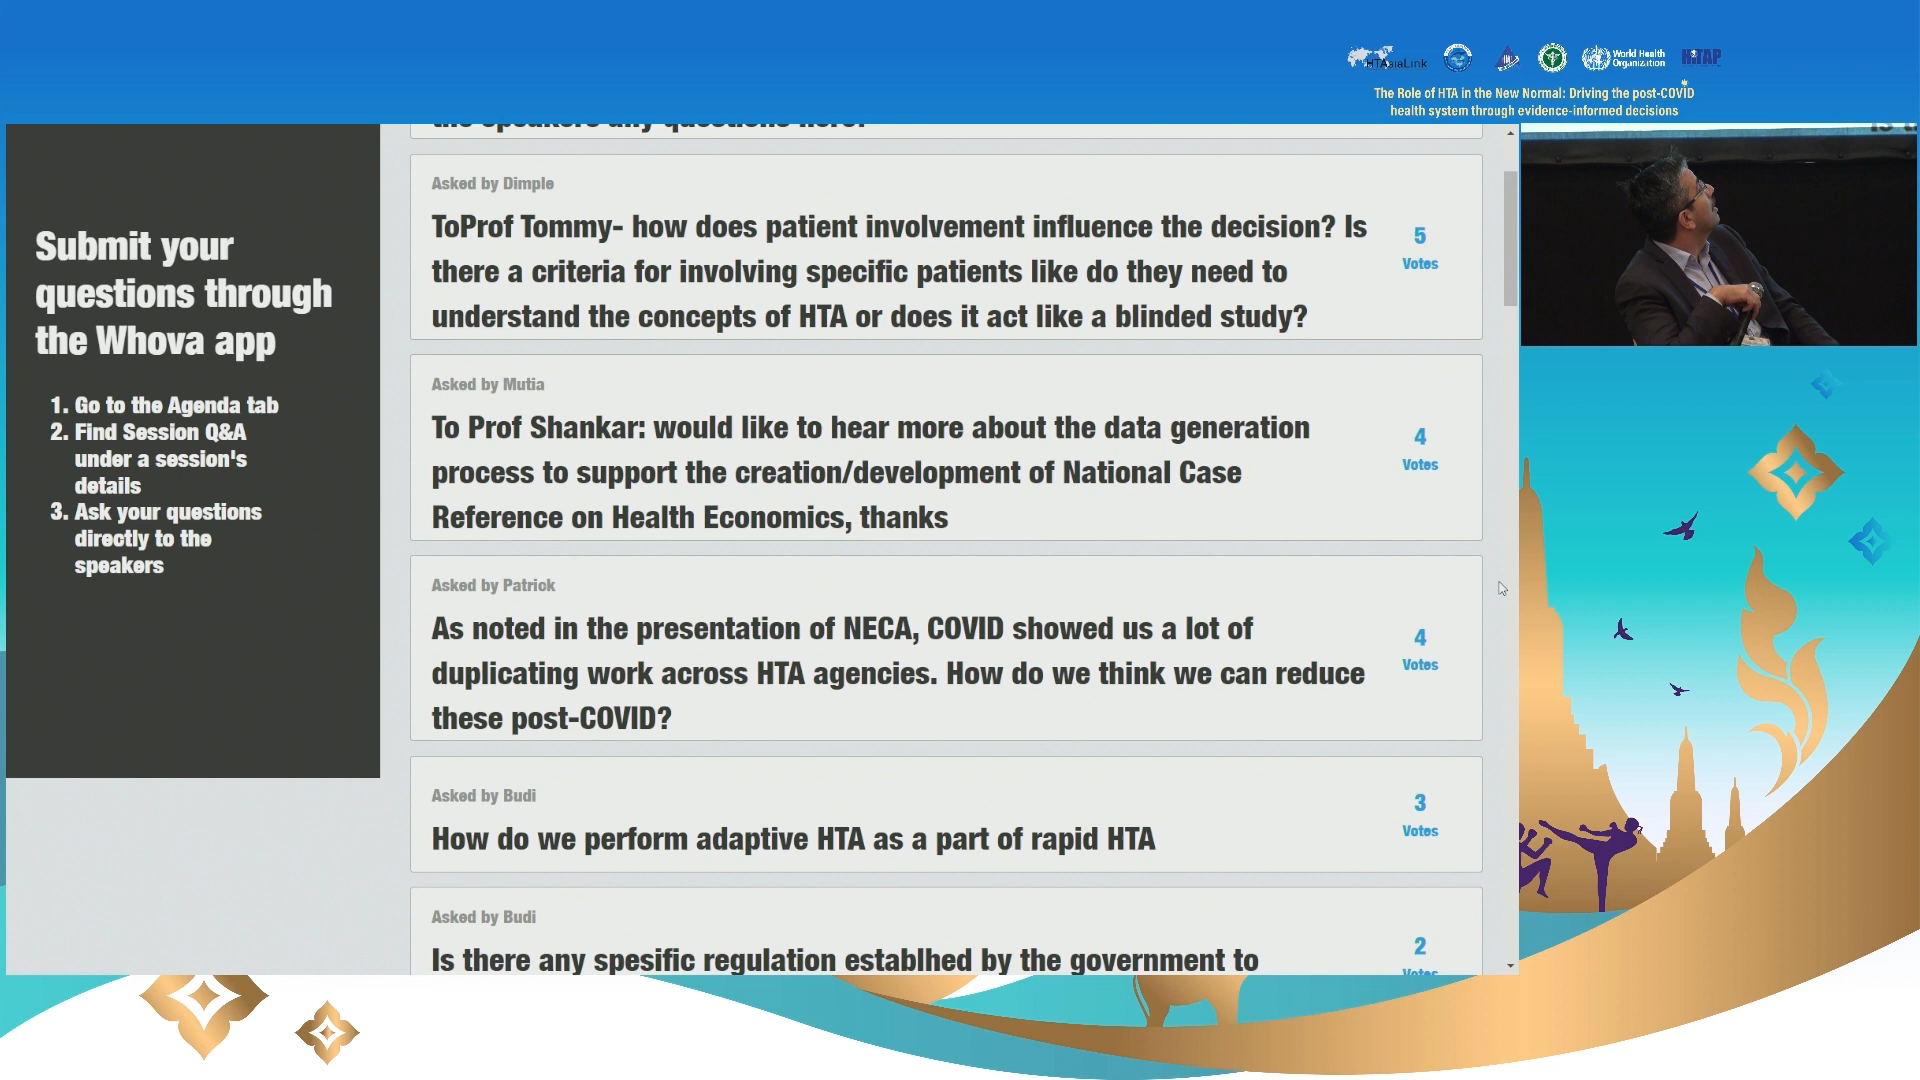 HTAsiaLink
World Health
Organization
HiTAP
The Role of HTA in the New Normal: Driving the post-COVID
health system through evidence-informed decisions
the speakers any questions here!
Submit your
questions through
the Whova app
1. Go to the Agenda tab
2. Find Session Q&A
under a session's
details
3. Ask your questions
directly to the
speakers
Asked by Dimple
ToProf Tommy- how does patient involvement influence the decision? Is
there a criteria for involving specific patients like do they need to
understand the concepts of HTA or does it act like a blinded study?
5
Votes
Asked by Mutia
To Prof Shankar: would like to hear more about the data generation
process to support the creation/development of National Case
Reference on Health Economics, thanks
4
Votes
Asked by Patrick
As noted in the presentation of NECA, COVID showed us a lot of
duplicating work across HTA agencies. How do we think we can reduce
these post-COVID?
4
Votes
Asked by Budi
How do we perform adaptive HTA as a part of rapid HTA
3
Votes
Asked by Budi
Is there any spesific regulation establhed by the government to
2
Votes